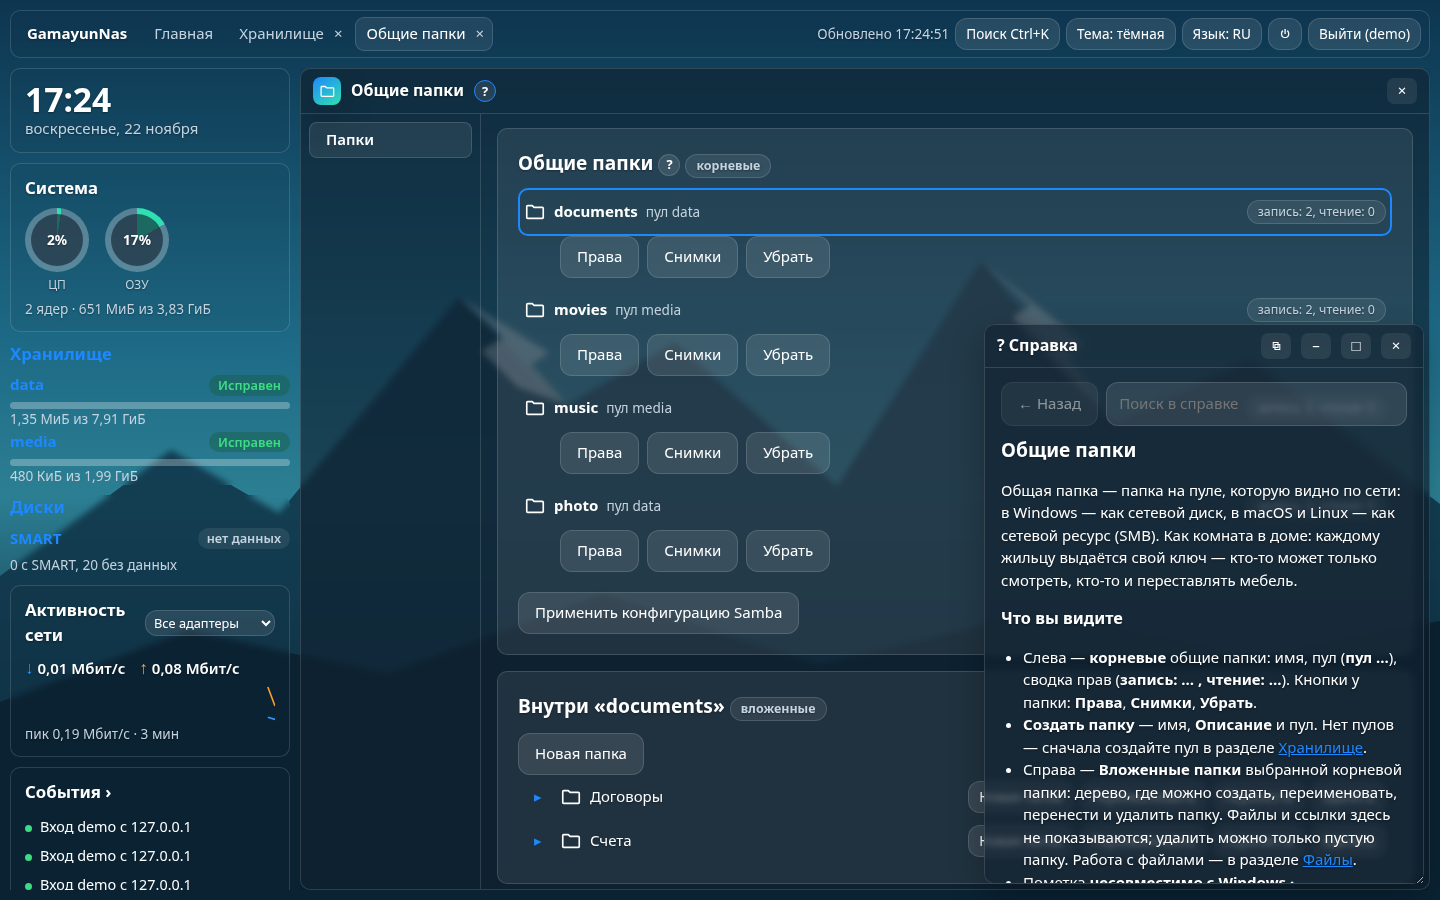 GamayunNas
Главная
Хранилище ×
Общие папки ×
Обновлено 17:24:51
Поиск Ctrl+K
Тема: тёмная
Язык: RU
Выйти (demo)
17:24
воскресенье, 22 ноября
Система
2%
17%
ЦП
ОЗУ
2 ядер · 651 МиБ из 3,83 ГиБ
Хранилище
data
Исправен
1,35 МиБ из 7,91 ГиБ
media
Исправен
480 КиБ из 1,99 ГиБ
Диски
SMART
нет данных
0 с SMART, 20 без данных
Активность
сети
Все адаптеры
↓ 0,01 Мбит/с ↑ 0,08 Мбит/с
пик 0,19 Мбит/с · 3 мин
События ›
Вход demo с 127.0.0.1
Вход demo с 127.0.0.1
Вход demo с 127.0.0.1
Общие папки ?
×
Папки
Общие папки ? корневые
documents пул data
запись: 2, чтение: 0
Права
Снимки
Убрать
movies пул media
запись: 2, чтение: 0
Права
Снимки
Убрать
music пул media
Права
Снимки
Убрать
photo пул data
Права
Снимки
Убрать
Применить конфигурацию Samba
Внутри «documents» вложенные
Новая папка
Договоры
Счета
? Справка
← Назад
Поиск в справке
Общие папки
Общая папка — папка на пуле, которую видно по сети:
в Windows — как сетевой диск, в macOS и Linux — как
сетевой ресурс (SMB). Как комната в доме: каждому
жильцу выдаётся свой ключ — кто-то может только
смотреть, кто-то и переставлять мебель.
Что вы видите
• Слева — корневые общие папки: имя, пул (пул …),
сводка прав (запись: … , чтение: …). Кнопки у
папки: Права, Снимки, Убрать.
• Создать папку — имя, Описание и пул. Нет пулов
— сначала создайте пул в разделе Хранилище.
• Справа — Вложенные папки выбранной корневой
папки: дерево, где можно создать, переименовать,
перенести и удалить папку. Файлы и ссылки здесь
не показываются; удалить можно только пустую
папку. Работа с файлами — в разделе Файлы.
• Пометка несовместимо с Windows ·